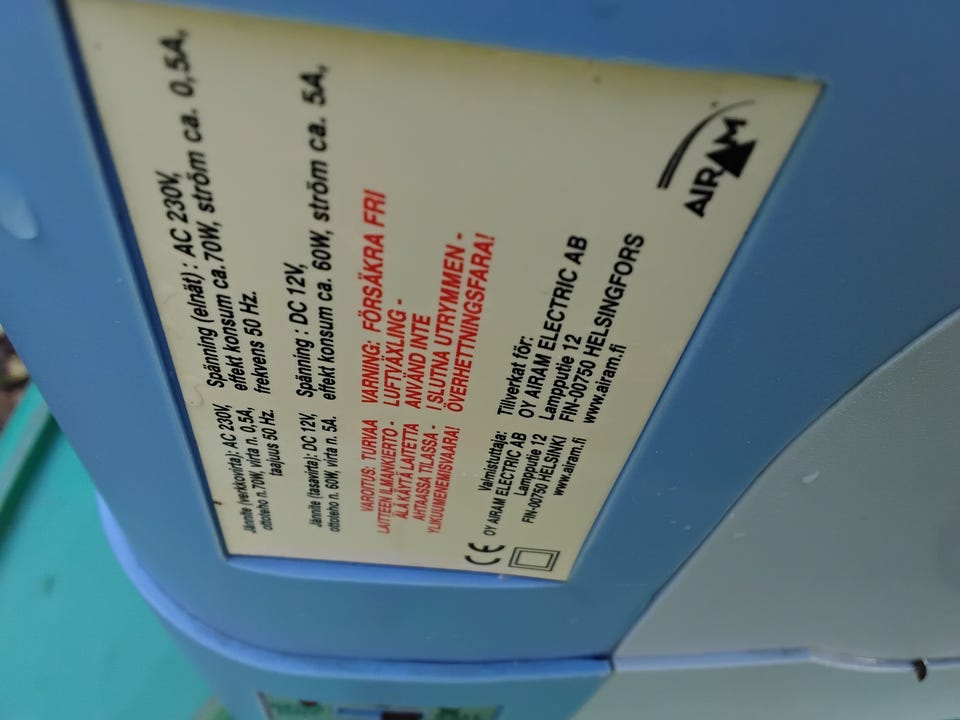 Jännite (verkkovirta): AC 230V,
ottoteho n.70W, virta n. 0,5A,
taajuus 50 Hz.
Jännite (tasavirta): DC 12V,
ottoteho n. 60W, virta n. 5A.
VAROITUS: TURVAA
LAITTEEN ILMANKIERTO -
ÄLÄ KÄYTÄ LAITETTA
AHTAASSA TILASSA -
YLIKUUMENEMISVAARA!
Valmistuttaja:
OY AIRAM ELECTRIC AB
Lampputie 12
FIN-00750 HELSINKI
www.airam.fi
CE
Spänning (elnät) : AC 230V,
effekt konsum ca. 70W, ström ca. 0,5A,
frekvens 50 Hz.
Spänning : DC 12V,
effekt konsum ca. 60W, ström ca. 5A,
VARNING: FÖRSÄKRA FRI
LUFTVÄXLING -
ANVÄND INTE
I SLUTNA UTRYMMEN -
ÖVERHETTNINGSFARA!
Tillverkat för:
OY AIRAM ELECTRIC AB
Lampputie 12
FIN-00750 HELSINGFORS
www.airam.fi
AIRAM